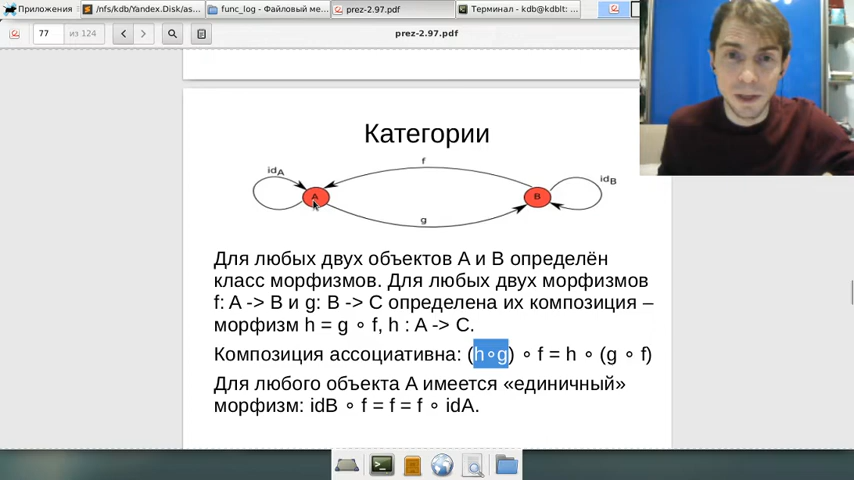 Приложения /nfs/kdb/Yandex.Disk/as... func_log - Файловый ме... prez-2.97.pdf Терминал - kdb@kdblt: ...
77 из 124 prez-2.97.pdf
Категории
f
idA idB
A B
g
Для любых двух объектов A и B определён
класс морфизмов. Для любых двух морфизмов
f: A -> B и g: B -> C определена их композиция –
морфизм h = g ∘ f, h : A -> C.
Композиция ассоциативна: (h∘g) ∘ f = h ∘ (g ∘ f)
Для любого объекта A имеется «единичный»
морфизм: idB ∘ f = f = f ∘ idA.